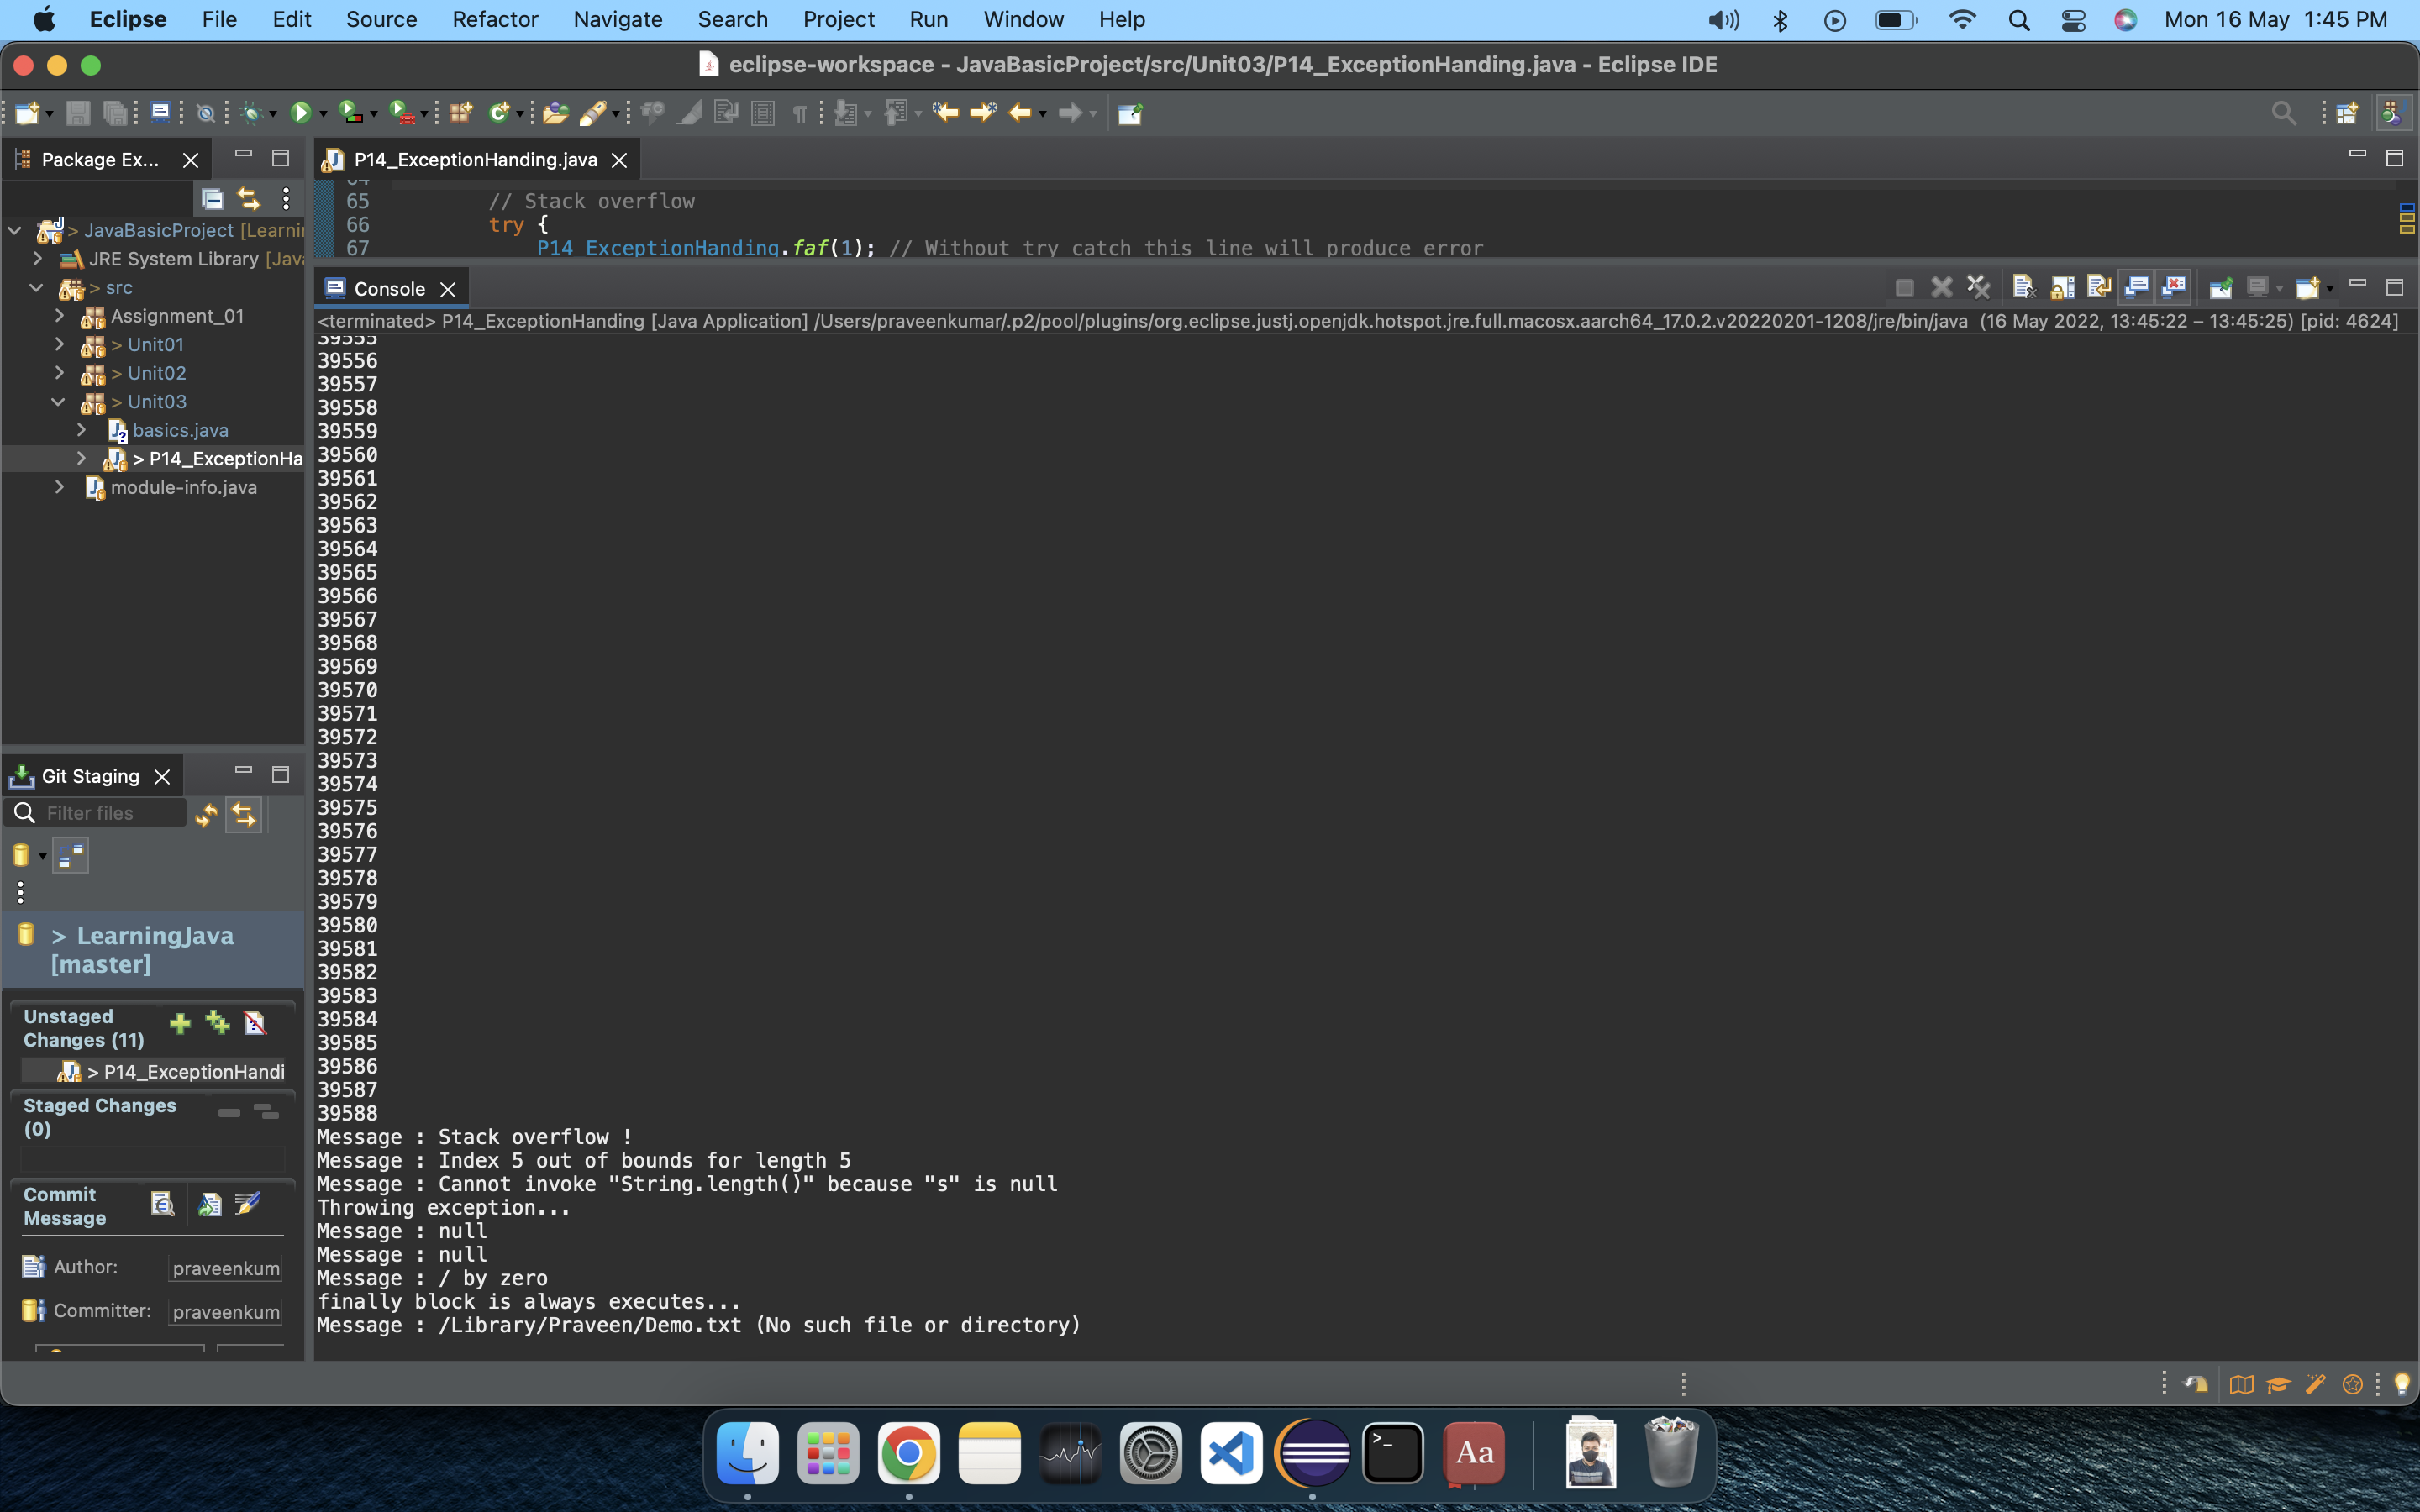 Eclipse File Edit Source Refactor Navigate Search Project Run Window Help Mon 16 May 1:45 PM
eclipse-workspace - JavaBasicProject/src/Unit03/P14_ExceptionHanding.java - Eclipse IDE
Package Ex...
> JavaBasicProject [Learni
JRE System Library [Jav
> src
Assignment_01
> Unit01
> Unit02
> Unit03
basics.java
> P14_ExceptionHa
module-info.java
Git Staging
Filter files
> LearningJava
[master]
Unstaged
Changes (11)
> P14_ExceptionHandi
Staged Changes
(0)
Commit
Message
Author: praveenkum
Committer: praveenkum
P14_ExceptionHanding.java
64
65 // Stack overflow
66 try {
67 P14_ExceptionHanding.faf(1); // Without try catch this line will produce error
Console
<terminated> P14_ExceptionHanding [Java Application] /Users/praveenkumar/.p2/pool/plugins/org.eclipse.justj.openjdk.hotspot.jre.full.macosx.aarch64_17.0.2.v20220201-1208/jre/bin/java (16 May 2022, 13:45:22 – 13:45:25) [pid: 4624]
39555
39556
39557
39558
39559
39560
39561
39562
39563
39564
39565
39566
39567
39568
39569
39570
39571
39572
39573
39574
39575
39576
39577
39578
39579
39580
39581
39582
39583
39584
39585
39586
39587
39588
Message : Stack overflow !
Message : Index 5 out of bounds for length 5
Message : Cannot invoke "String.length()" because "s" is null
Throwing exception...
Message : null
Message : null
Message : / by zero
finally block is always executes...
Message : /Library/Praveen/Demo.txt (No such file or directory)
Aa